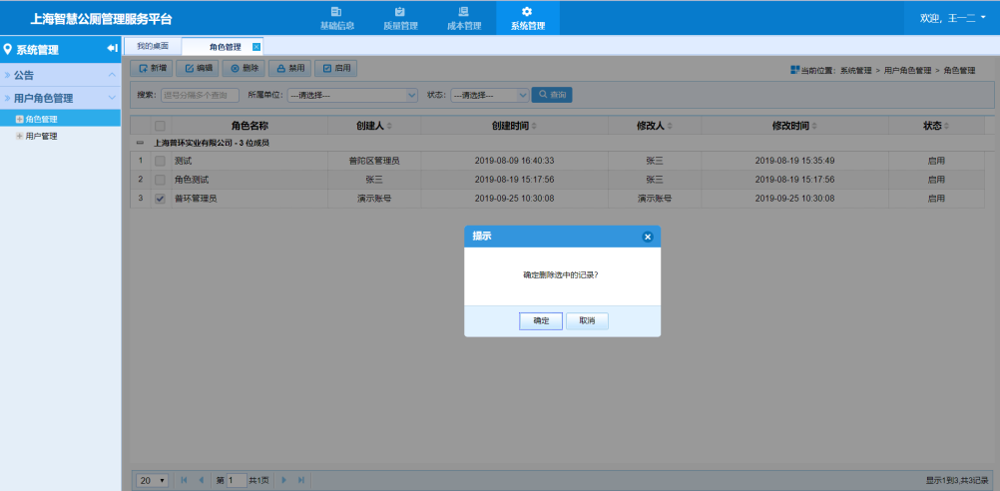 上海智慧公厕管理服务平台
基础信息 质量管理 成本管理 系统管理
欢迎, 王一二
系统管理
我的桌面 角色管理
公告
用户角色管理
角色管理
用户管理
新增 编辑 删除 禁用 启用
当前位置: 系统管理 > 用户角色管理 > 角色管理
搜索: 逗号分隔多个查询 所属单位: ---请选择--- 状态: ---请选择--- 查询
角色名称 创建人 创建时间 修改人 修改时间 状态
上海普环实业有限公司 - 3 位成员
1 测试 普陀区管理员 2019-08-09 16:40:33 张三 2019-08-19 15:35:49 启用
2 角色测试 张三 2019-08-19 15:17:56 张三 2019-08-19 15:17:56 启用
3 普环管理员 演示账号 2019-09-25 10:30:08 演示账号 2019-09-25 10:30:08 启用
提示
确定删除选中的记录?
确定 取消
20 第 1 共1页
显示1到3,共3记录